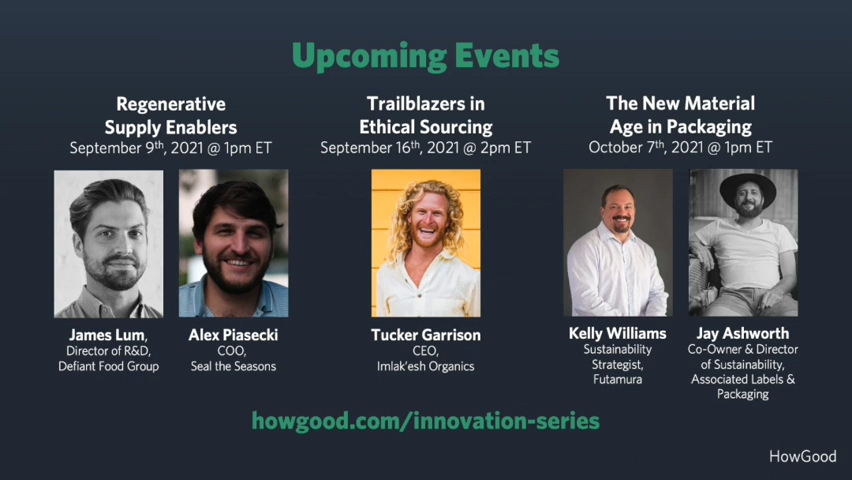 Upcoming Events
Regenerative
Supply Enablers
September 9th, 2021 @ 1pm ET
James Lum,
Director of R&D,
Defiant Food Group
Alex Piasecki
COO,
Seal the Seasons
Trailblazers in
Ethical Sourcing
September 16th, 2021 @ 2pm ET
Tucker Garrison
CEO,
Imlak'esh Organics
The New Material
Age in Packaging
October 7th, 2021 @ 1pm ET
Kelly Williams
Sustainability
Strategist,
Futamura
Jay Ashworth
Co-Owner & Director
of Sustainability,
Associated Labels &
Packaging
howgood.com/innovation-series
HowGood